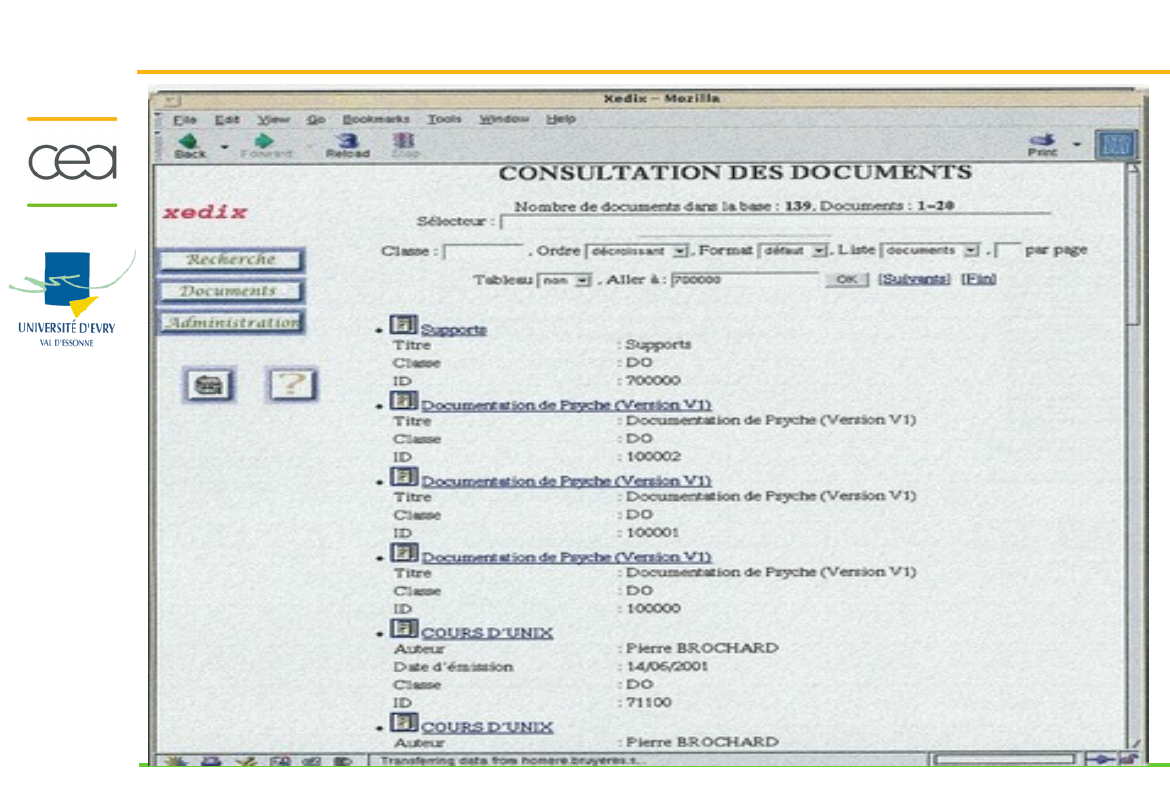 cea
UNIVERSITÉ D'EVRY
VAL D'ESSONNE
Xedix - Mozilla
File Edit View Go Bookmarks Tools Window Help
Back Forward Reload Stop Print
CONSULTATION DES DOCUMENTS
xedix
Nombre de documents dans la base : 139, Documents : 1-20
Sélecteur :
Classe : , Ordre décroissant , Format défaut , Liste documents , par page
Tableau non , Aller à : 700000 OK [Suivants] [Fin]
Recherche
Documents
Administration
?
• Supports
Titre : Supports
Classe : DO
ID : 700000
• Documentation de Psyche (Version V1)
Titre : Documentation de Psyche (Version V1)
Classe : DO
ID : 100002
• Documentation de Psyche (Version V1)
Titre : Documentation de Psyche (Version V1)
Classe : DO
ID : 100001
• Documentation de Psyche (Version V1)
Titre : Documentation de Psyche (Version V1)
Classe : DO
ID : 100000
• COURS D'UNIX
Auteur : Pierre BROCHARD
Date d'émission : 14/06/2001
Classe : DO
ID : 71100
• COURS D'UNIX
Auteur : Pierre BROCHARD
Transferring data from homere.bruyeres.s...